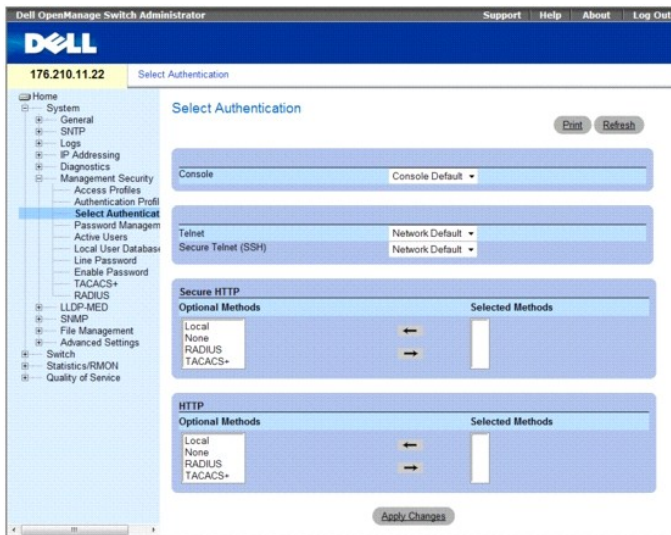 Dell OpenManage Switch Administrator
Support Help About Log Out
DELL
176.210.11.22
Select Authentication
Home
System
General
SNTP
Logs
IP Addressing
Diagnostics
Management Security
Access Profiles
Authentication Profil
Select Authenticat
Password Managem
Active Users
Local User Database
Line Password
Enable Password
TACACS+
RADIUS
LLDP-MED
SNMP
File Management
Advanced Settings
Switch
Statistics/RMON
Quality of Service
Select Authentication
Print Refresh
Console Console Default
Telnet Network Default
Secure Telnet (SSH) Network Default
Secure HTTP
Optional Methods Selected Methods
Local
None
RADIUS
TACACS+
HTTP
Optional Methods Selected Methods
Local
None
RADIUS
TACACS+
Apply Changes